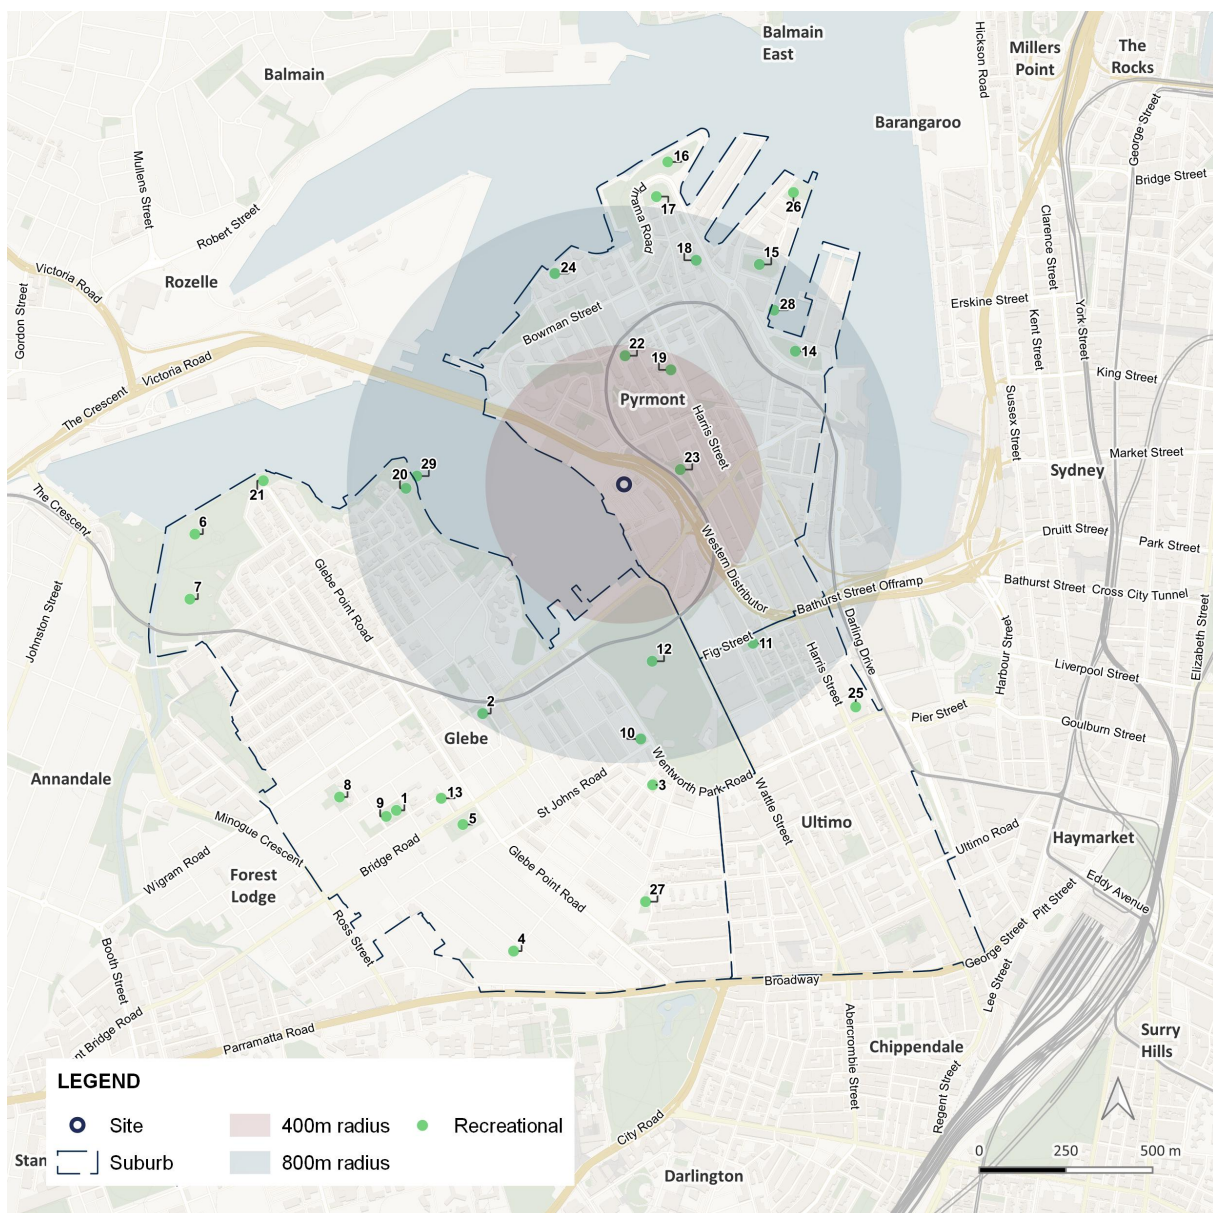 Balmain
East
Millers
Point
The
Rocks
Balmain
Hickson Road
George Street
Barangaroo
Mullens Street
16
Bridge Street
17
26
Pirrama Road
Robert Street
Clarence Street
18
15
24
Victoria Road
Rozelle
Gordon Street
Bowman Street
28
Erskine Street
Kent Street
York Street
22
19
14
Victoria Road
King Street
The Crescent
Pyrmont
Harris Street
Sussex Street
23
Market Street
20
29
Sydney
21
The Crescent
6
Druitt Street
Park Street
Western Distributor
7
Glebe Point Road
Bathurst Street Offramp
Bathurst Street
Cross City Tunnel
Johnston Street
Elizabeth Street
Darling Drive
Fig-Street
11
12
Harris Street
Harbour Street
Liverpool Street
2
25
Pier Street
Goulburn Street
10
Glebe
Annandale
8
9
1
13
3
St Johns Road
Wentworth Park-Road
Wattle Street
5
Ultimo
Minogue Crescent
Bridge Road
Ultimo Road
Haymarket
Wigram Road
Forest
Lodge
Glebe Point Road
27
Eddy Avenue
Pitt Street
Ross Street
4
George Street
Booth Street
Broadway
Lee Street
nt Bridge Road
Parramatta Road
Abercrombie Street
Chippendale
Surry
Hills
Regent Street
LEGEND
Site
400m radius
Recreational
Suburb
800m radius
Stan
City Road
Darlington
0
250
500 m